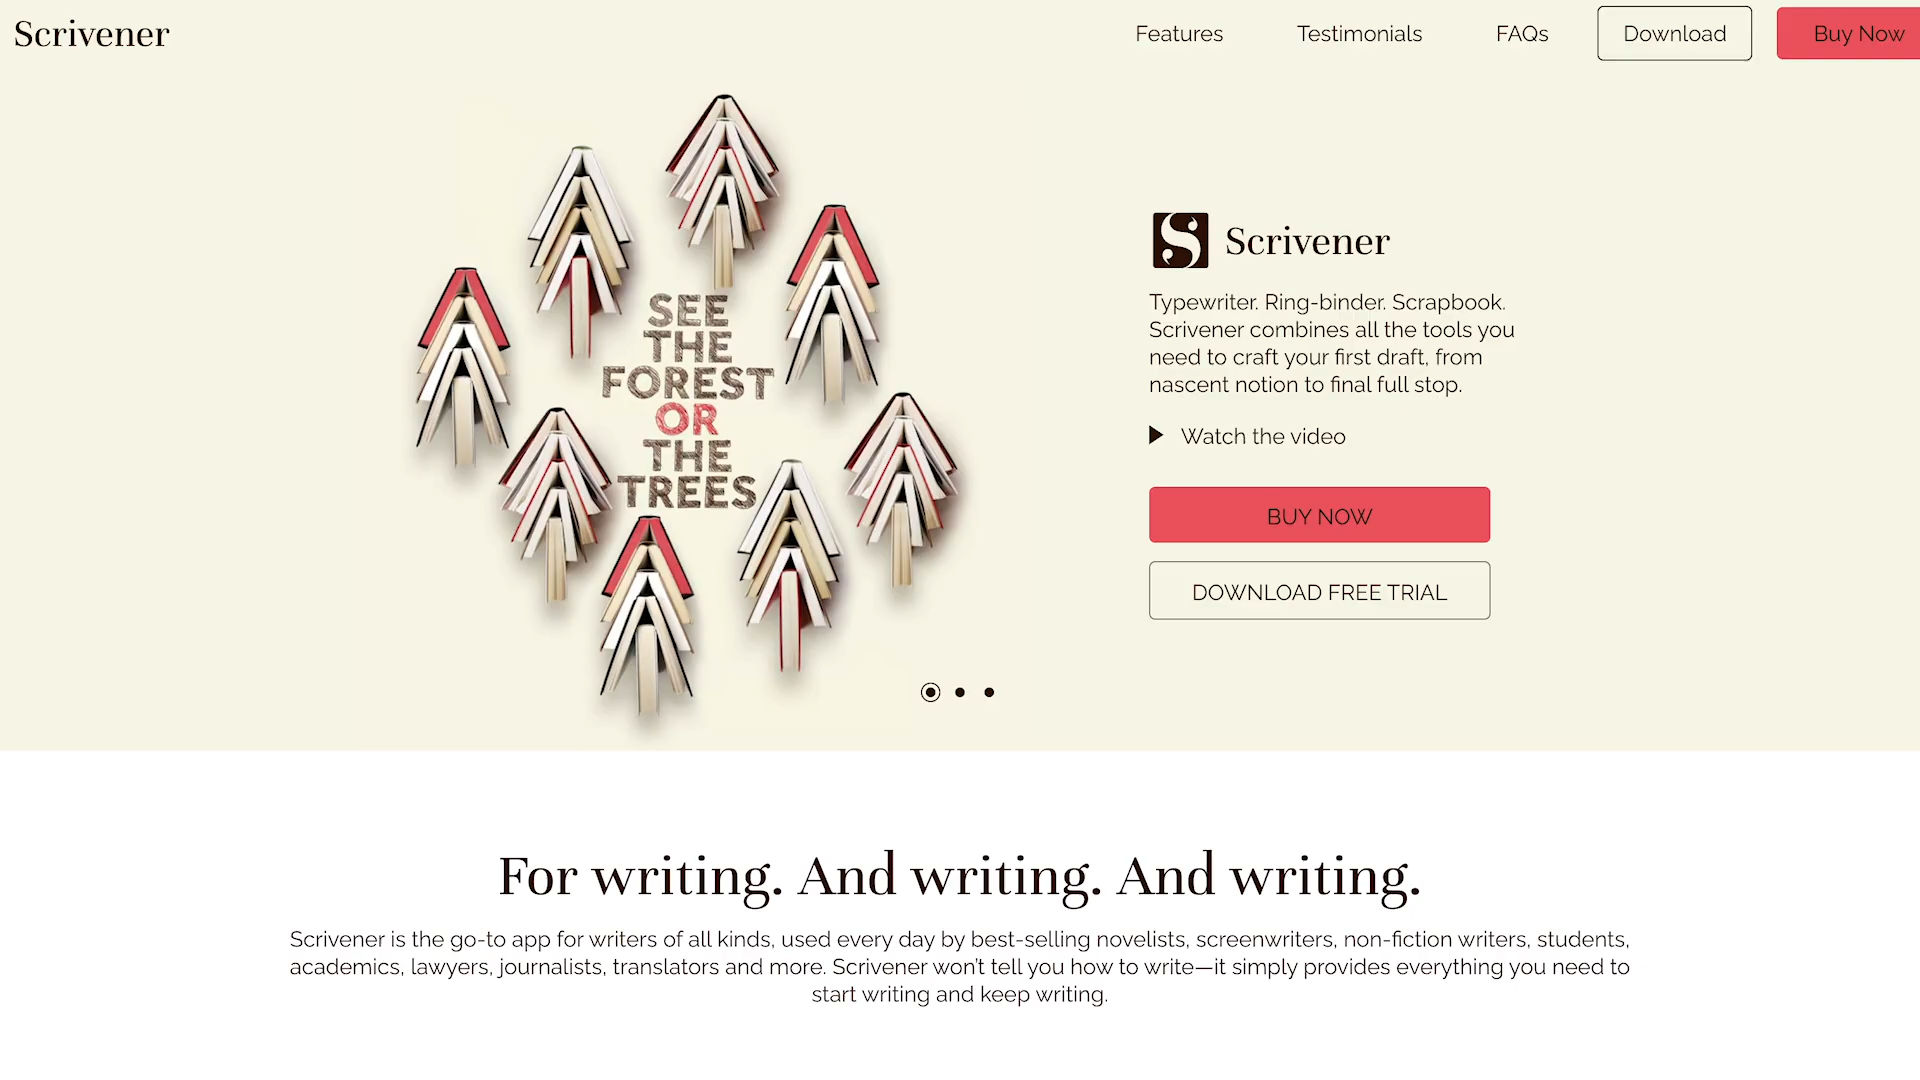 Scrivener
Features
Testimonials
FAQs
Download
Buy Now
SEE
THE
FOREST
OR
THE
TREES
S Scrivener
Typewriter. Ring-binder. Scrapbook.
Scrivener combines all the tools you
need to craft your first draft, from
nascent notion to final full stop.
Watch the video
BUY NOW
DOWNLOAD FREE TRIAL
For writing. And writing. And writing.
Scrivener is the go-to app for writers of all kinds, used every day by best-selling novelists, screenwriters, non-fiction writers, students,
academics, lawyers, journalists, translators and more. Scrivener won't tell you how to write—it simply provides everything you need to
start writing and keep writing.